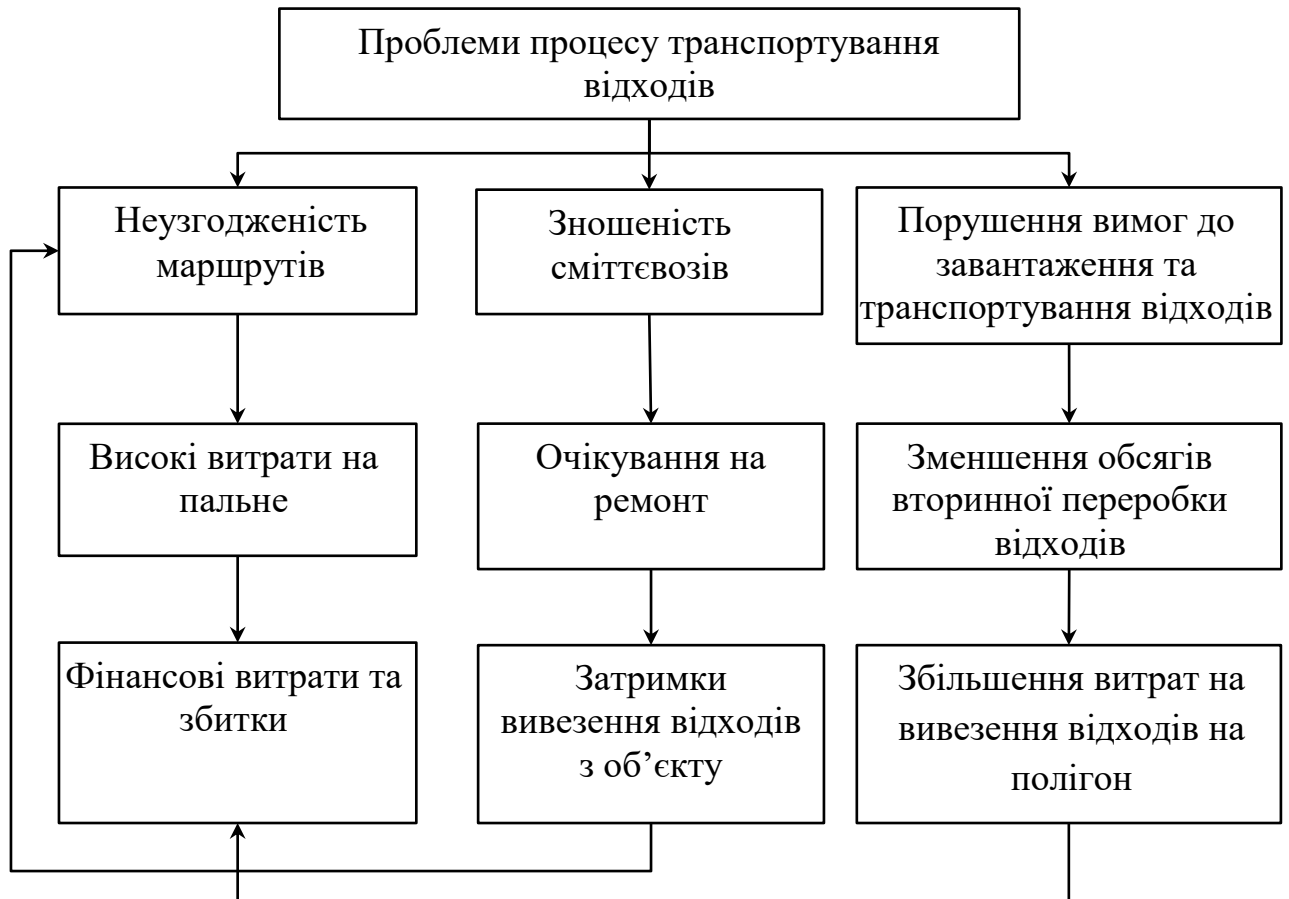 Проблеми процесу транспортування
відходів
Неузгодженість
маршрутів
Зношеність
сміттєвозів
Порушення вимог до
завантаження та
транспортування відходів
Високі витрати на
пальне
Очікування на
ремонт
Зменшення обсягів
вторинної переробки
відходів
Фінансові витрати та
збитки
Затримки
вивезення відходів
з об’єкту
Збільшення витрат на
вивезення відходів на
полігон